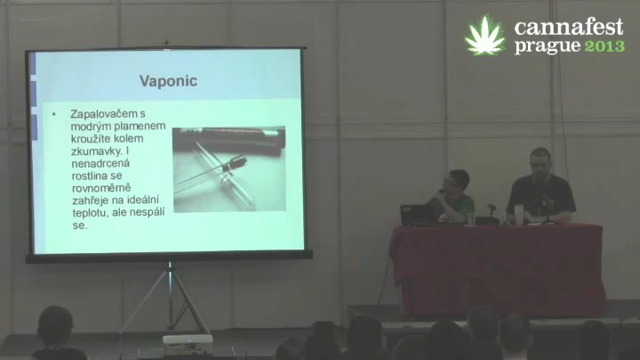 cannafest
prague 2013
Vaponic
• Zapalovačem s
modrým plamenem
kroužíte kolem
zkumavky. I
nenadrcená
rostlina se
rovnoměrně
zahřeje na ideální
teplotu, ale nespálí
se.